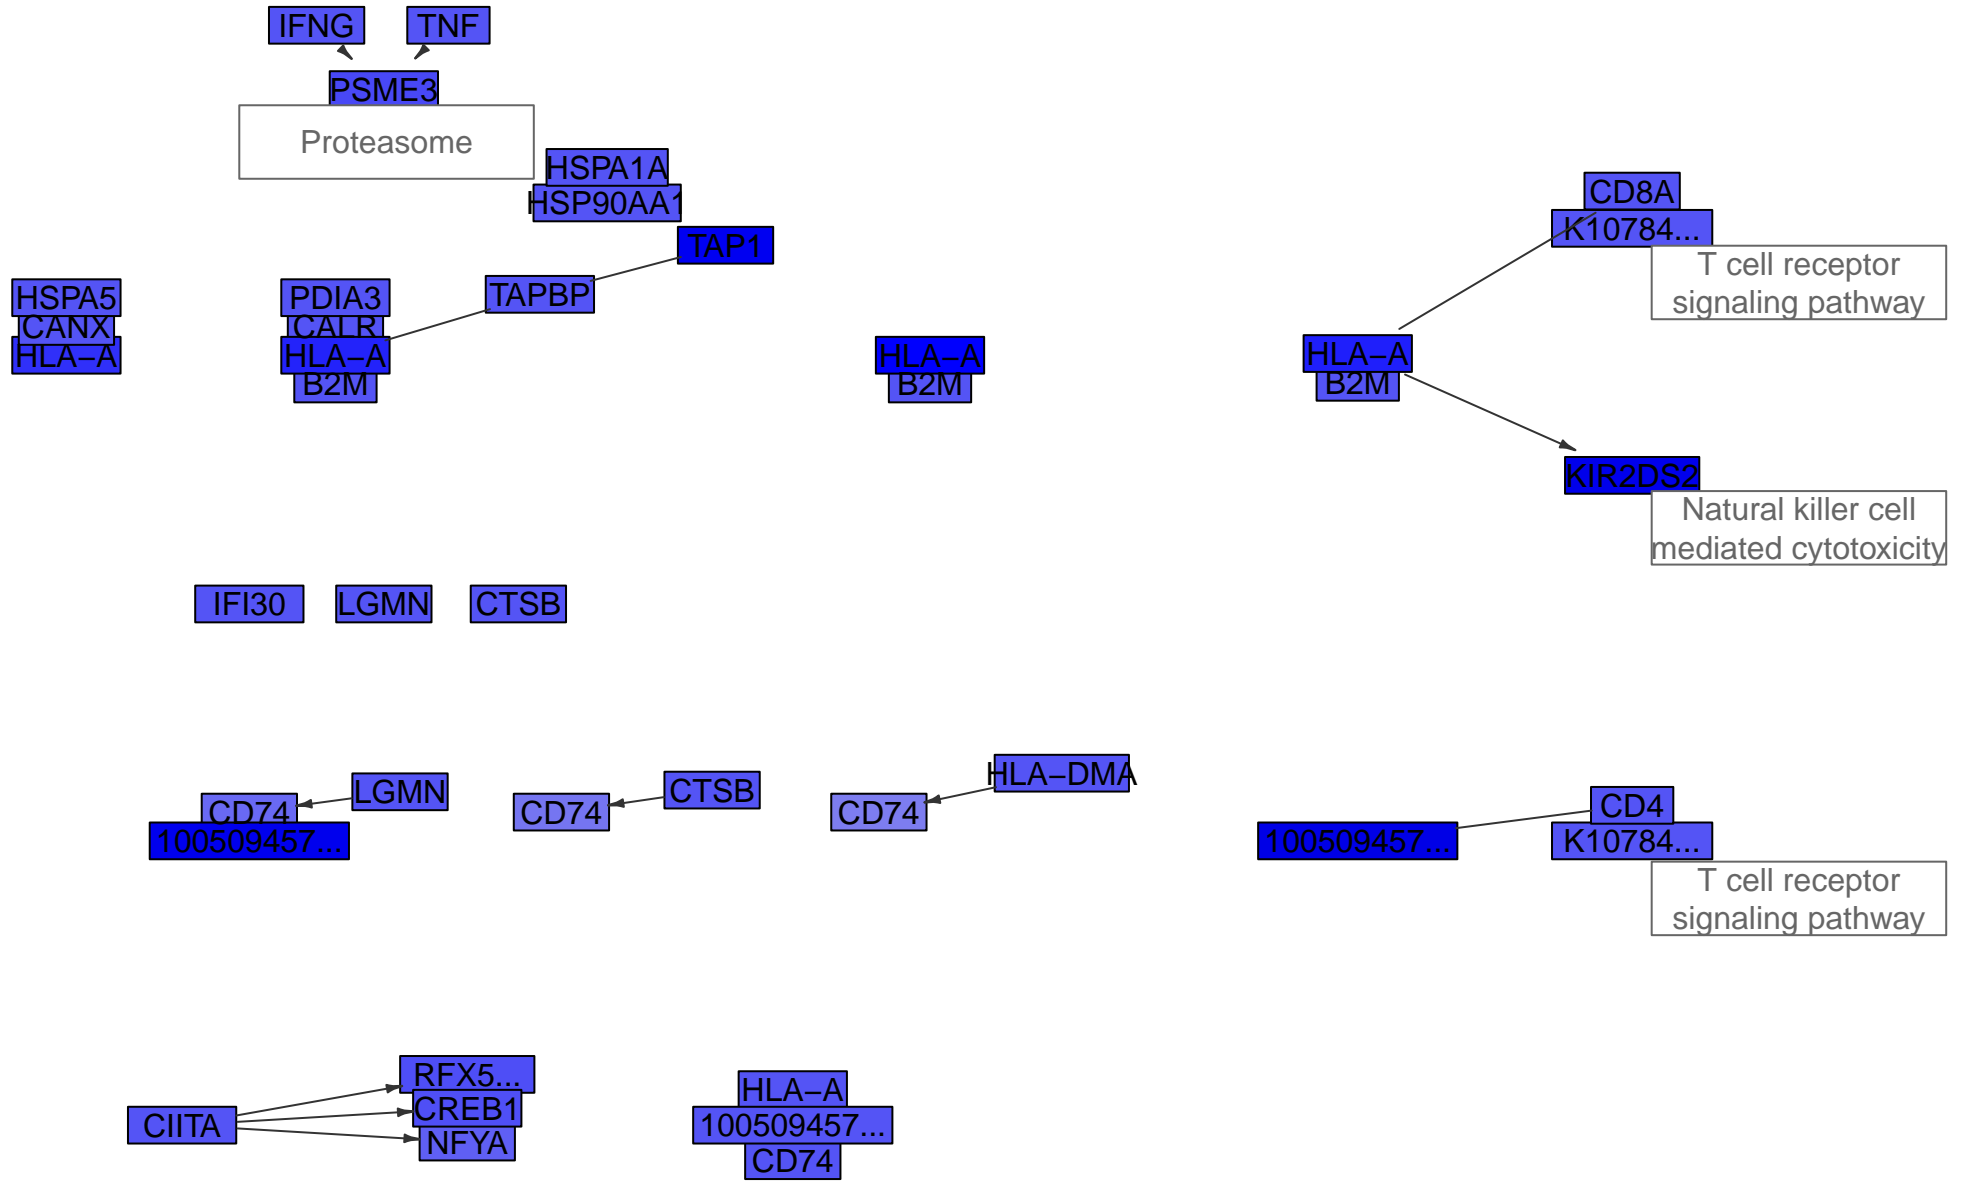 IFNG
TNF
PSME3
Proteasome
HSPA1A
HSP90AA1
TAP1
CD8A
K10784...
T cell receptor
signaling pathway
HSPA5
CANX
HLA−A
PDIA3
CALR
HLA−A
B2M
TAPBP
HLA−A
B2M
HLA−A
B2M
KIR2DS2
Natural killer cell
mediated cytotoxicity
IFI30
LGMN
CTSB
CD74
100509457...
LGMN
CD74
CTSB
CD74
HLA−DMA
100509457...
CD4
K10784...
T cell receptor
signaling pathway
CIITA
RFX5...
CREB1
NFYA
HLA−A
100509457...
CD74